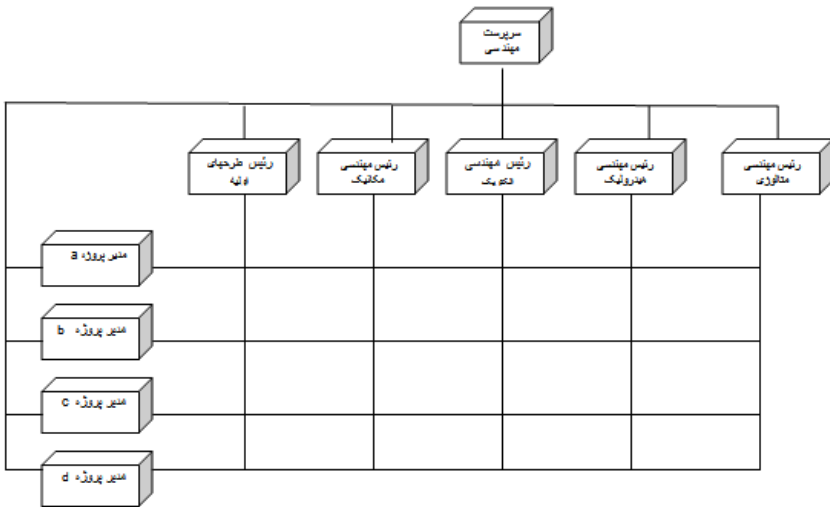 سرپرست
مهندسی
رئیس مهندسی
متالوژی
رئیس مهندسی
هیدرولیک
رئیس مهندسی
رئیس مهندسی
مکانیک
رئیس طرحهای
اولیه
مدیر پروژه a
مدیر پروژه b
مدیر پروژه c
مدیر پروژه d